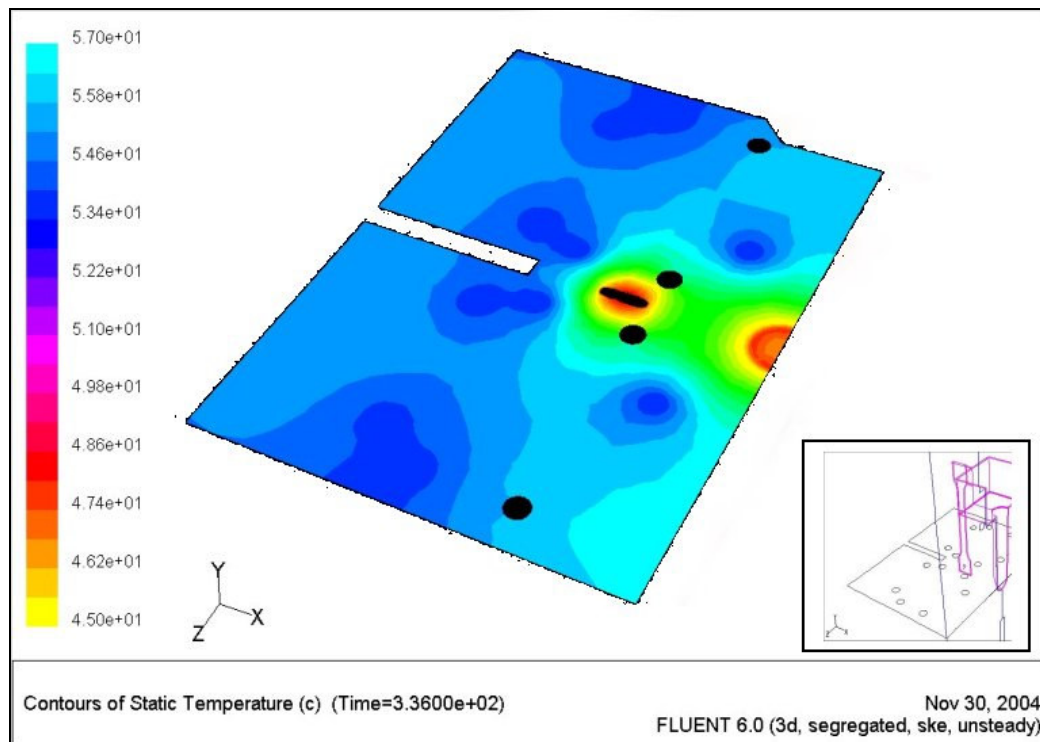 5.70e+01
5.58e+01
5.46e+01
5.34e+01
5.22e+01
5.10e+01
4.98e+01
4.86e+01
4.74e+01
4.62e+01
4.50e+01
Y
X
Z
Contours of Static Temperature (c) (Time=3.3600e+02)
Nov 30, 2004
FLUENT 6.0 (3d, segregated, ske, unsteady)